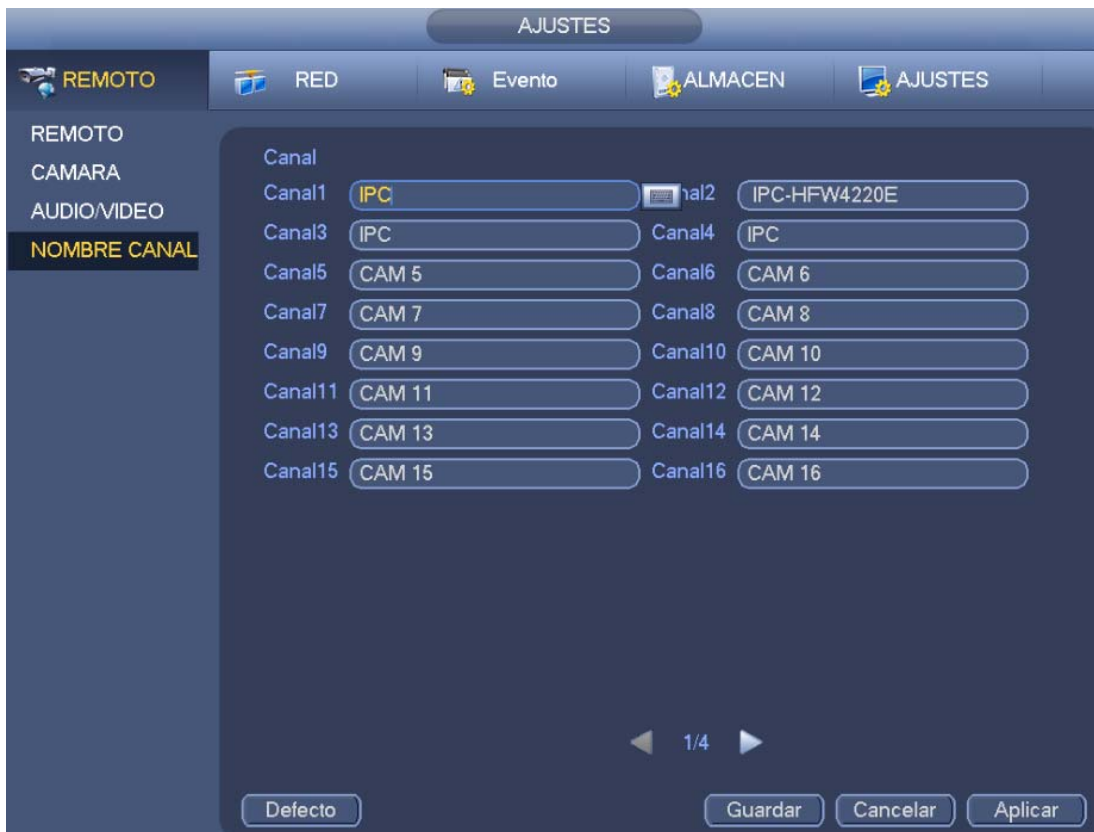 AJUSTES
REMOTO RED Evento ALMACEN AJUSTES
REMOTO
CAMARA
AUDIO/VIDEO
NOMBRE CANAL
Canal
Canal1 IPC nal2 IPC-HFW4220E
Canal3 IPC Canal4 IPC
Canal5 CAM 5 Canal6 CAM 6
Canal7 CAM 7 Canal8 CAM 8
Canal9 CAM 9 Canal10 CAM 10
Canal11 CAM 11 Canal12 CAM 12
Canal13 CAM 13 Canal14 CAM 14
Canal15 CAM 15 Canal16 CAM 16
1/4
Defecto Guardar Cancelar Aplicar